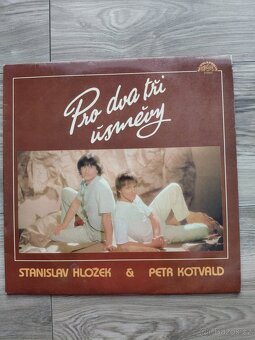 Pro dva tři
úsměvy
STANISLAV HLOŽEK & PETR KOTVALD